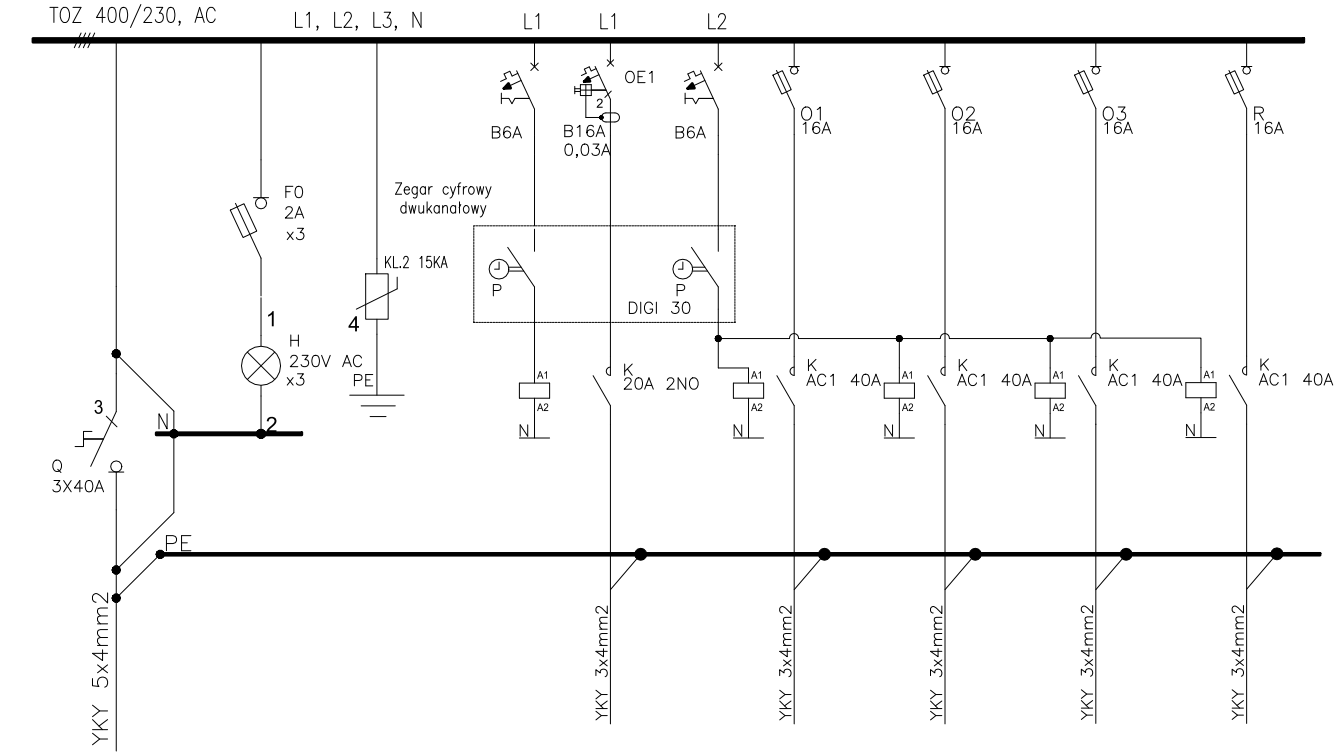 TOZ 400/230, AC
L1, L2, L3, N
L1
L1
L2
OE1
2
B6A
B16A
0,03A
B6A
O1
16A
O2
16A
O3
16A
R
16A
F0
2A
x3
Zegar cyfrowy
dwukanałowy
KL.2 15KA
P
P
DIGI 30
1
4
H
230V AC
x3
PE
K
20A 2NO
A1
A2
N
A1
A2
N
K
AC1 40A
A1
A2
N
K
AC1 40A
A1
A2
N
K
AC1 40A
A1
A2
N
K
AC1 40A
3
N
2
Q
3X40A
PE
YKY 5x4mm2
YKY 3x4mm2
YKY 3x4mm2
YKY 3x4mm2
YKY 3x4mm2
YKY 3x4mm2